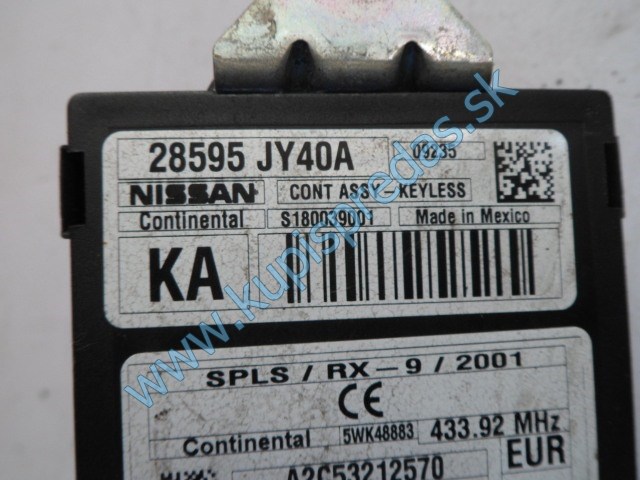 28595 JY40A 09235
NISSAN CONT ASSY-KEYLESS
Continental S180039001 Made in Mexico
KA
SPLS / RX-9 / 2001
CE
Continental 5WK48883 433.92 MHz
A2C53212570 EUR
www.kupispredas.sk